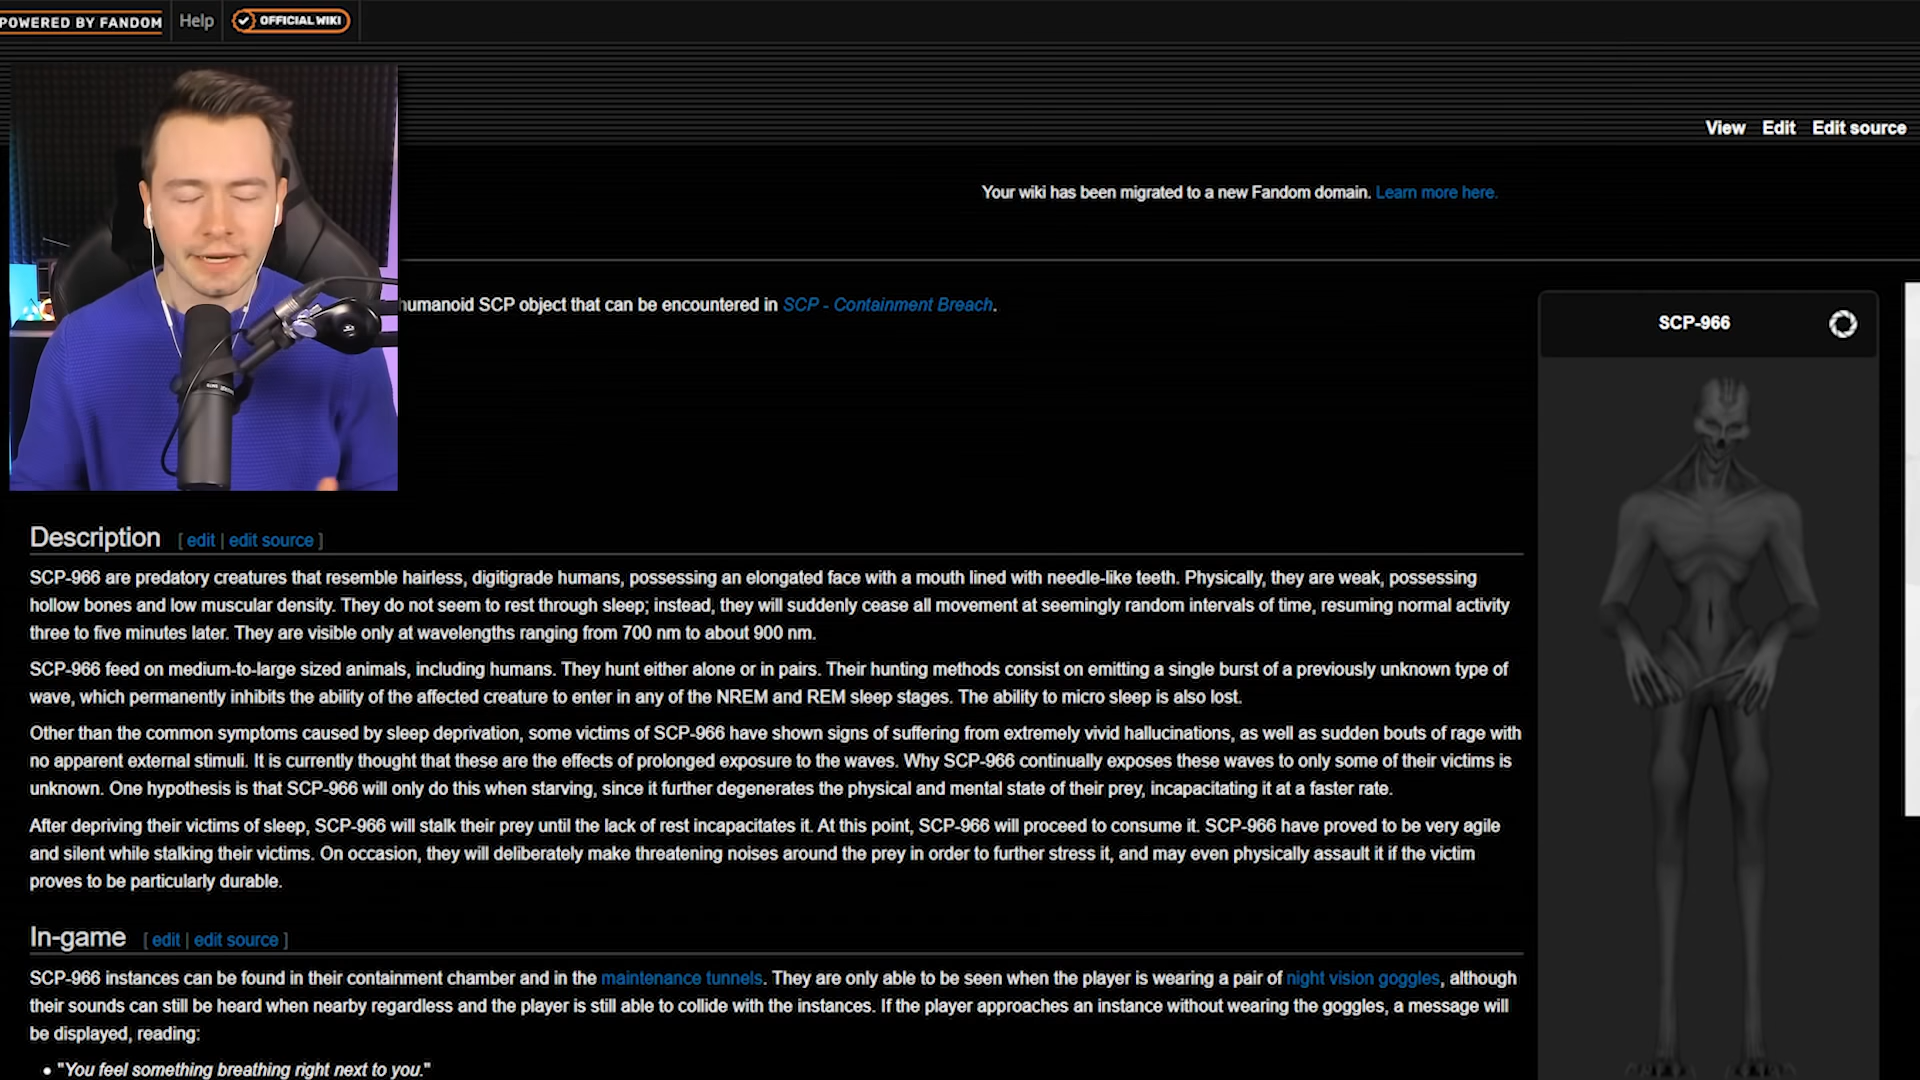 POWERED BY FANDOM
Help
OFFICIAL WIKI
View Edit Edit source
Your wiki has been migrated to a new Fandom domain. Learn more here.
humanoid SCP object that can be encountered in SCP - Containment Breach.
SCP-966
Description [ edit | edit source ]
SCP-966 are predatory creatures that resemble hairless, digitigrade humans, possessing an elongated face with a mouth lined with needle-like teeth. Physically, they are weak, possessing
hollow bones and low muscular density. They do not seem to rest through sleep; instead, they will suddenly cease all movement at seemingly random intervals of time, resuming normal activity
three to five minutes later. They are visible only at wavelengths ranging from 700 nm to about 900 nm.
SCP-966 feed on medium-to-large sized animals, including humans. They hunt either alone or in pairs. Their hunting methods consist on emitting a single burst of a previously unknown type of
wave, which permanently inhibits the ability of the affected creature to enter in any of the NREM and REM sleep stages. The ability to micro sleep is also lost.
Other than the common symptoms caused by sleep deprivation, some victims of SCP-966 have shown signs of suffering from extremely vivid hallucinations, as well as sudden bouts of rage with
no apparent external stimuli. It is currently thought that these are the effects of prolonged exposure to the waves. Why SCP-966 continually exposes these waves to only some of their victims is
unknown. One hypothesis is that SCP-966 will only do this when starving, since it further degenerates the physical and mental state of their prey, incapacitating it at a faster rate.
After depriving their victims of sleep, SCP-966 will stalk their prey until the lack of rest incapacitates it. At this point, SCP-966 will proceed to consume it. SCP-966 have proved to be very agile
and silent while stalking their victims. On occasion, they will deliberately make threatening noises around the prey in order to further stress it, and may even physically assault it if the victim
proves to be particularly durable.
In-game [ edit | edit source ]
SCP-966 instances can be found in their containment chamber and in the maintenance tunnels. They are only able to be seen when the player is wearing a pair of night vision goggles, although
their sounds can still be heard when nearby regardless and the player is still able to collide with the instances. If the player approaches an instance without wearing the goggles, a message will
be displayed, reading:
• "You feel something breathing right next to you."